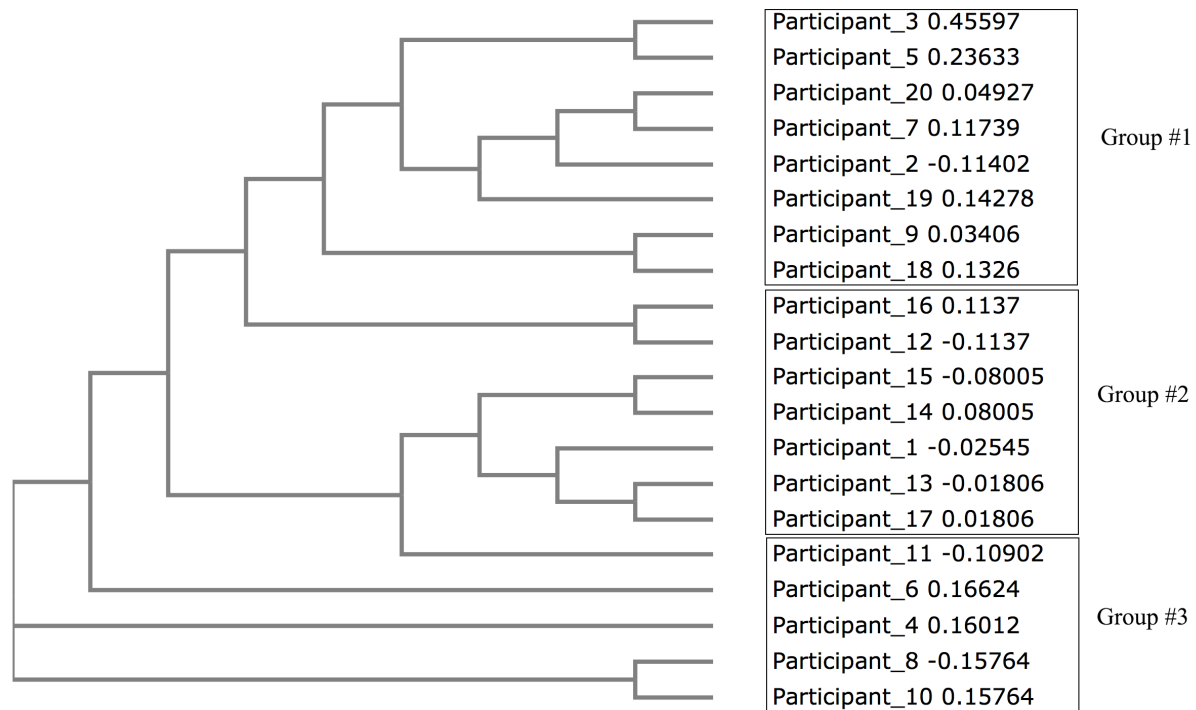 Participant_3 0.45597
Participant_5 0.23633
Participant_20 0.04927
Participant_7 0.11739
Group #1
Participant_2 -0.11402
Participant_19 0.14278
Participant_9 0.03406
Participant_18 0.1326
Participant_16 0.1137
Participant_12 -0.1137
Participant_15 -0.08005
Group #2
Participant_14 0.08005
Participant_1 -0.02545
Participant_13 -0.01806
Participant_17 0.01806
Participant_11 -0.10902
Participant_6 0.16624
Group #3
Participant_4 0.16012
Participant_8 -0.15764
Participant_10 0.15764